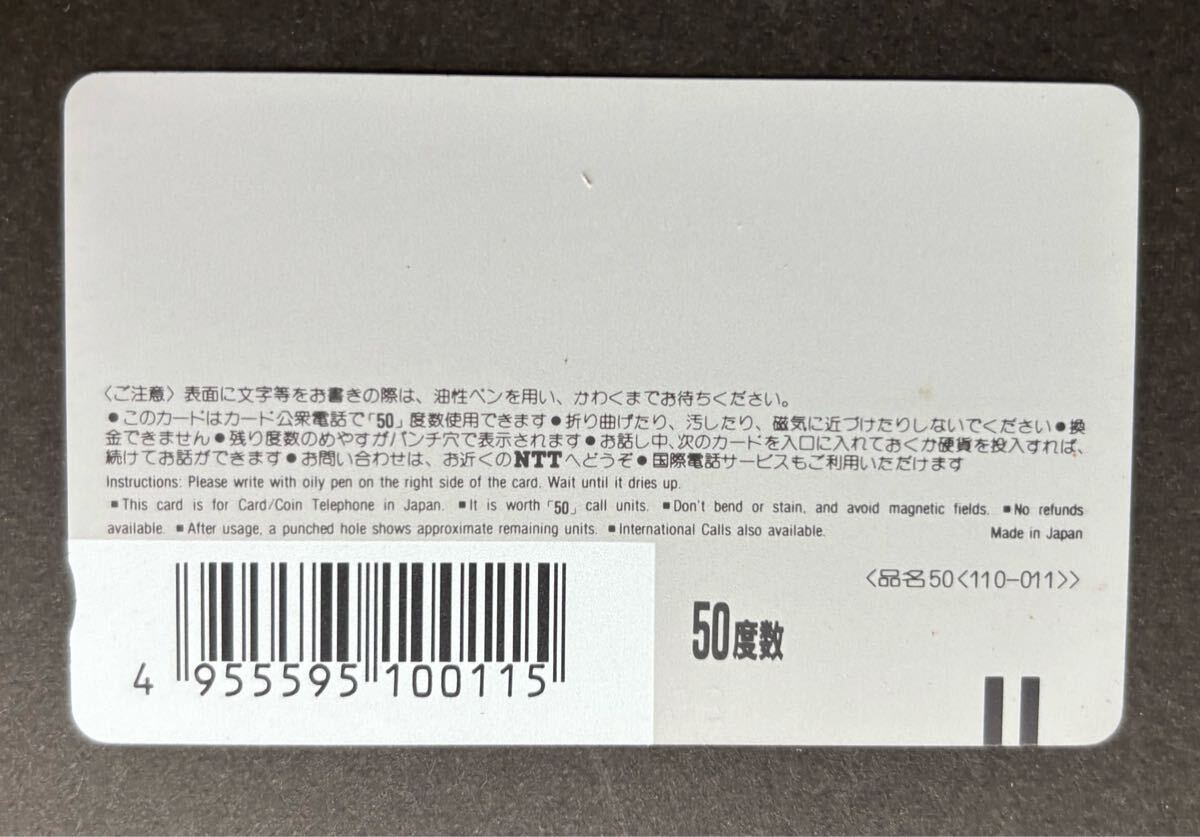 〈ご注意〉表面に文字等をお書きの際は、油性ペンを用い、かわくまでお待ちください。
●このカードはカード公衆電話で「50」度数使用できます●折り曲げたり、汚したり、磁気に近づけたりしないでください●換
金できません●残り度数のめやすがパンチ穴で表示されます●お話し中、次のカードを入口に入れておくか硬貨を投入すれば、
続けてお話ができます●お問い合わせは、お近くのNTTへどうぞ●国際電話サービスもご利用いただけます
Instructions: Please write with oily pen on the right side of the card. Wait until it dries up.
■This card is for Card/Coin Telephone in Japan. ■It is worth「50」call units. ■Don't bend or stain, and avoid magnetic fields. ■No refunds
available. ■After usage, a punched hole shows approximate remaining units. ■International Calls also available. Made in Japan
〈品名50〈110-011〉〉
50度数
4 955595 100115